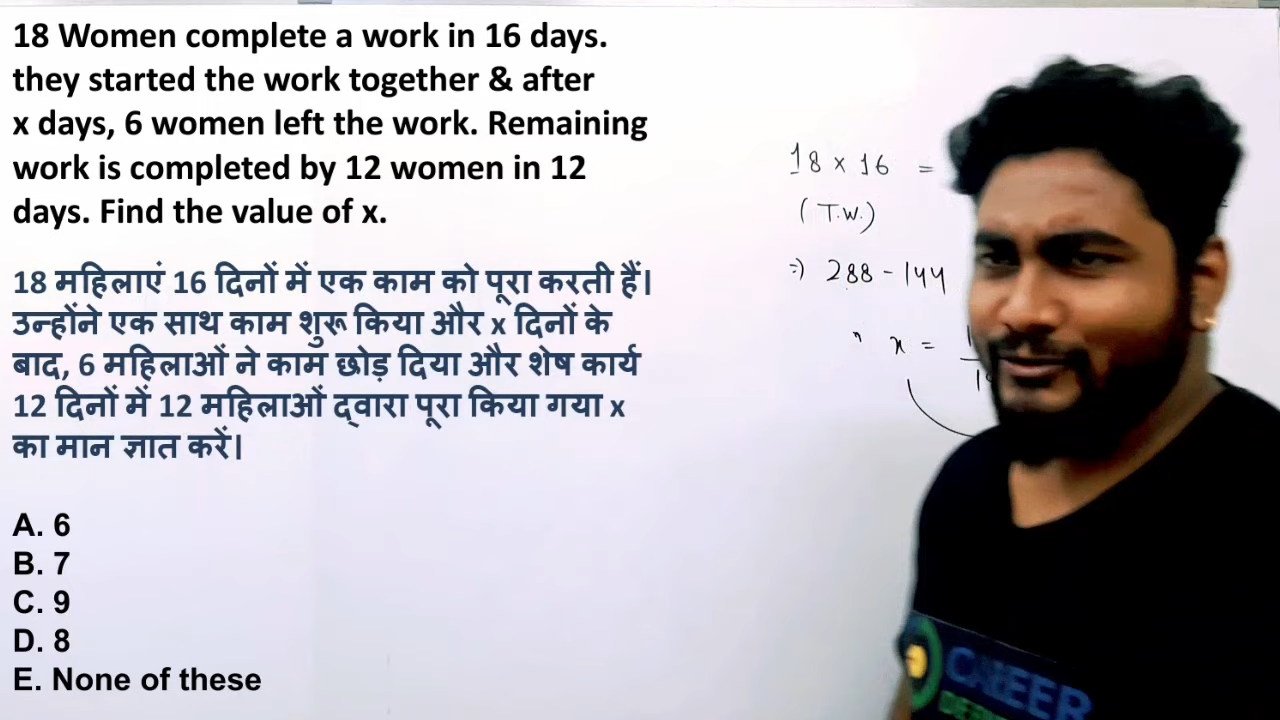 18 Women complete a work in 16 days.
they started the work together & after
x days, 6 women left the work. Remaining
work is completed by 12 women in 12
days. Find the value of x.
18 महिलाएं 16 दिनों में एक काम को पूरा करती हैं।
उन्होंने एक साथ काम शुरू किया और x दिनों के
बाद, 6 महिलाओं ने काम छोड़ दिया और शेष कार्य
12 दिनों में 12 महिलाओं द्वारा पूरा किया गया x
का मान ज्ञात करें।
A. 6
B. 7
C. 9
D. 8
E. None of these
18 × 16 =
(T.W.)
⇒) 288 - 144
" x =
CAREER